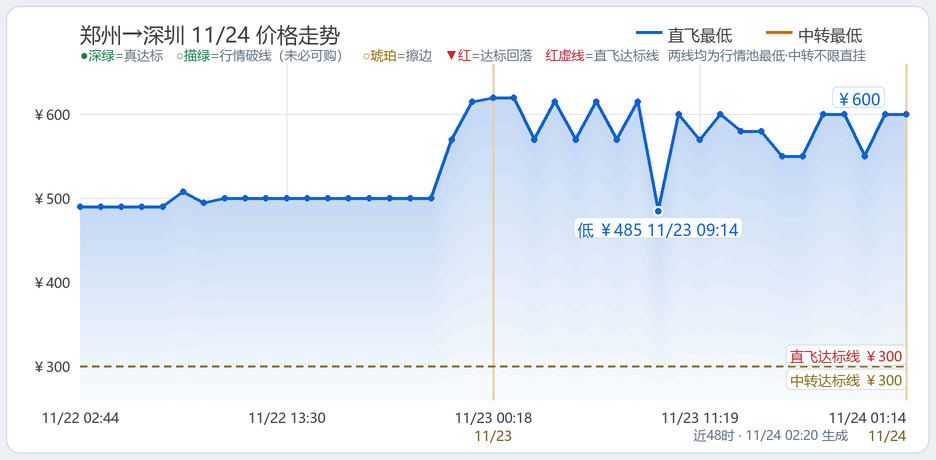 郑州→深圳 11/24 价格走势
直飞最低 中转最低
●深绿=真达标 ○描绿=行情破线（未必可购） ○琥珀=擦边 ▼红=达标回落 红虚线=直飞达标线 两线均为行情池最低·中转不限直挂
¥600
¥600
¥500
低 ¥485 11/23 09:14
¥400
直飞达标线 ¥300
¥300
中转达标线 ¥300
11/22 02:44 11/22 13:30 11/23 00:18 11/23 11:19 11/24 01:14
11/23 近48时 · 11/24 02:20 生成 11/24